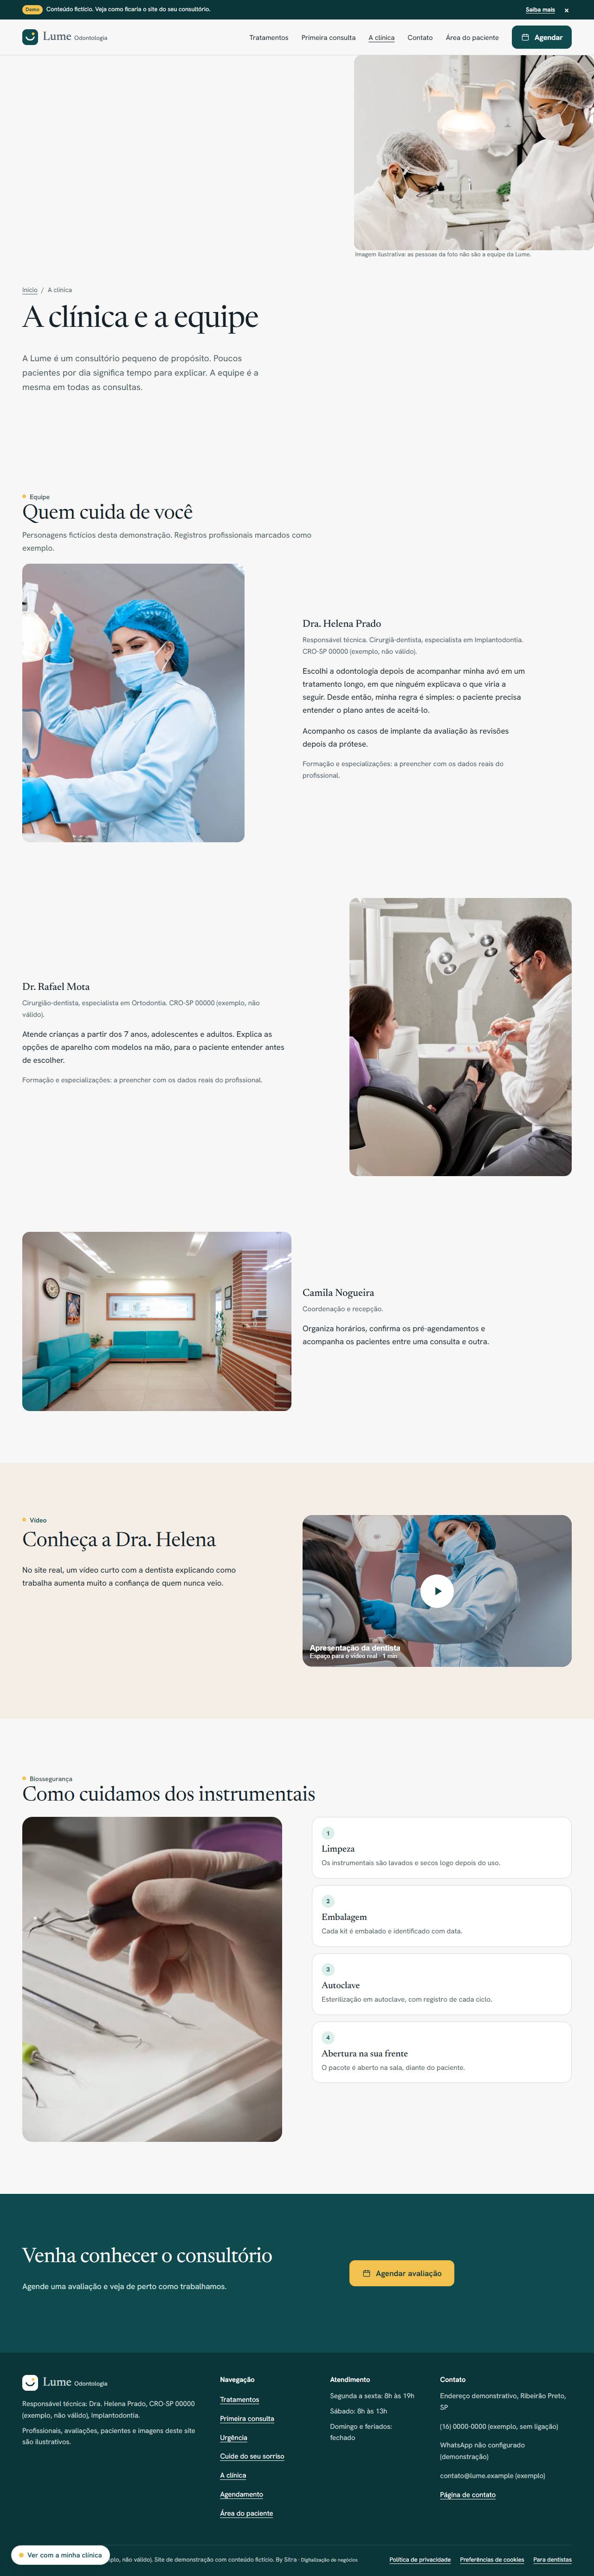 Demo Conteúdo fictício. Veja como ficaria o site do seu consultório. Saiba mais ×
Lume Odontologia Tratamentos Primeira consulta A clínica Contato Área do paciente Agendar
Imagem ilustrativa: as pessoas da foto não são a equipe da Lume.
Início / A clínica
A clínica e a equipe
A Lume é um consultório pequeno de propósito. Poucos
pacientes por dia significa tempo para explicar. A equipe é a
mesma em todas as consultas.
Equipe
Quem cuida de você
Personagens fictícios desta demonstração. Registros profissionais marcados como
exemplo.
Dra. Helena Prado
Responsável técnica. Cirurgiã-dentista, especialista em Implantodontia.
CRO-SP 00000 (exemplo, não válido).
Escolhi a odontologia depois de acompanhar minha avó em um
tratamento longo, em que ninguém explicava o que viria a
seguir. Desde então, minha regra é simples: o paciente precisa
entender o plano antes de aceitá-lo.
Acompanho os casos de implante da avaliação às revisões
depois da prótese.
Formação e especializações: a preencher com os dados reais do
profissional.
Dr. Rafael Mota
Cirurgião-dentista, especialista em Ortodontia. CRO-SP 00000 (exemplo, não
válido).
Atende crianças a partir dos 7 anos, adolescentes e adultos. Explica as
opções de aparelho com modelos na mão, para o paciente entender antes
de escolher.
Formação e especializações: a preencher com os dados reais do profissional.
Camila Nogueira
Coordenação e recepção.
Organiza horários, confirma os pré-agendamentos e
acompanha os pacientes entre uma consulta e outra.
Vídeo
Conheça a Dra. Helena
No site real, um vídeo curto com a dentista explicando como
trabalha aumenta muito a confiança de quem nunca veio.
Apresentação da dentista
Espaço para o vídeo real · 1 min
Biossegurança
Como cuidamos dos instrumentais
1
Limpeza
Os instrumentais são lavados e secos logo depois do uso.
2
Embalagem
Cada kit é embalado e identificado com data.
3
Autoclave
Esterilização em autoclave, com registro de cada ciclo.
4
Abertura na sua frente
O pacote é aberto na sala, diante do paciente.
Venha conhecer o consultório
Agende uma avaliação e veja de perto como trabalhamos.
Agendar avaliação
Lume Odontologia
Responsável técnica: Dra. Helena Prado, CRO-SP 00000
(exemplo, não válido), Implantodontia.
Profissionais, avaliações, pacientes e imagens deste site
são ilustrativos.
Navegação
Tratamentos
Primeira consulta
Urgência
Cuide do seu sorriso
A clínica
Agendamento
Área do paciente
Atendimento
Segunda a sexta: 8h às 19h
Sábado: 8h às 13h
Domingo e feriados:
fechado
Contato
Endereço demonstrativo, Ribeirão Preto,
SP
(16) 0000-0000 (exemplo, sem ligação)
WhatsApp não configurado
(demonstração)
contato@lume.example (exemplo)
Página de contato
Ver com a minha clínica
plo, não válido). Site de demonstração com conteúdo fictício. By Sitra · Digitalização de negócios
Política de privacidade Preferências de cookies Para dentistas